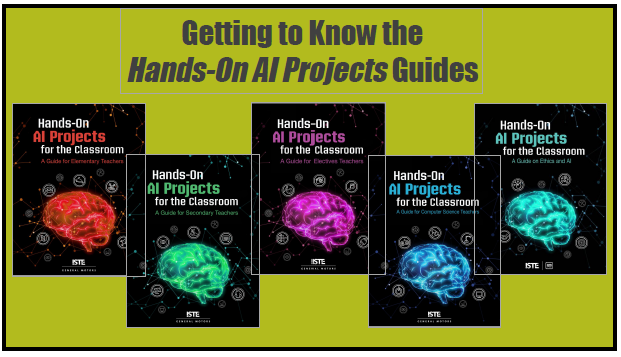 Getting to Know the
Hands-On AI Projects Guides
Hands-On
AI Projects
for the Classroom
A Guide for Elementary Teachers
ISTE
GENERAL MOTORS
Hands-On
AI Projects
for the Classroom
A Guide for Secondary Teachers
ISTE
GENERAL MOTORS
Hands-On
AI Projects
for the Classroom
A Guide for Electives Teachers
ISTE
GENERAL MOTORS
Hands-On
AI Projects
for the Classroom
A Guide for Computer Science Teachers
ISTE
GENERAL MOTORS
Hands-On
AI Projects
for the Classroom
A Guide on Ethics and AI
ISTE